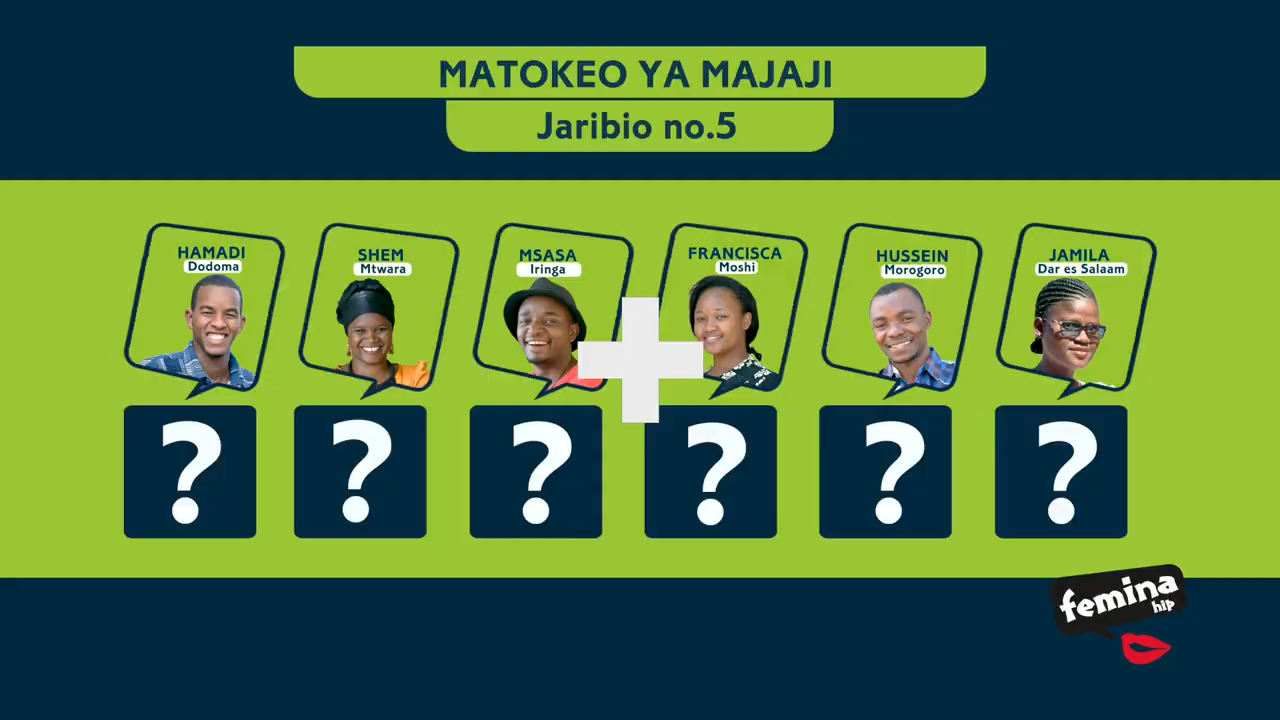 MATOKEO YA MAJAJI
Jaribio no.5
HAMADI
Dodoma
SHEM
Mtwara
MSASA
Iringa
FRANCISCA
Moshi
HUSSEIN
Morogoro
JAMILA
Dar es Salaam
? ? ? ? ? ?
femina
hip